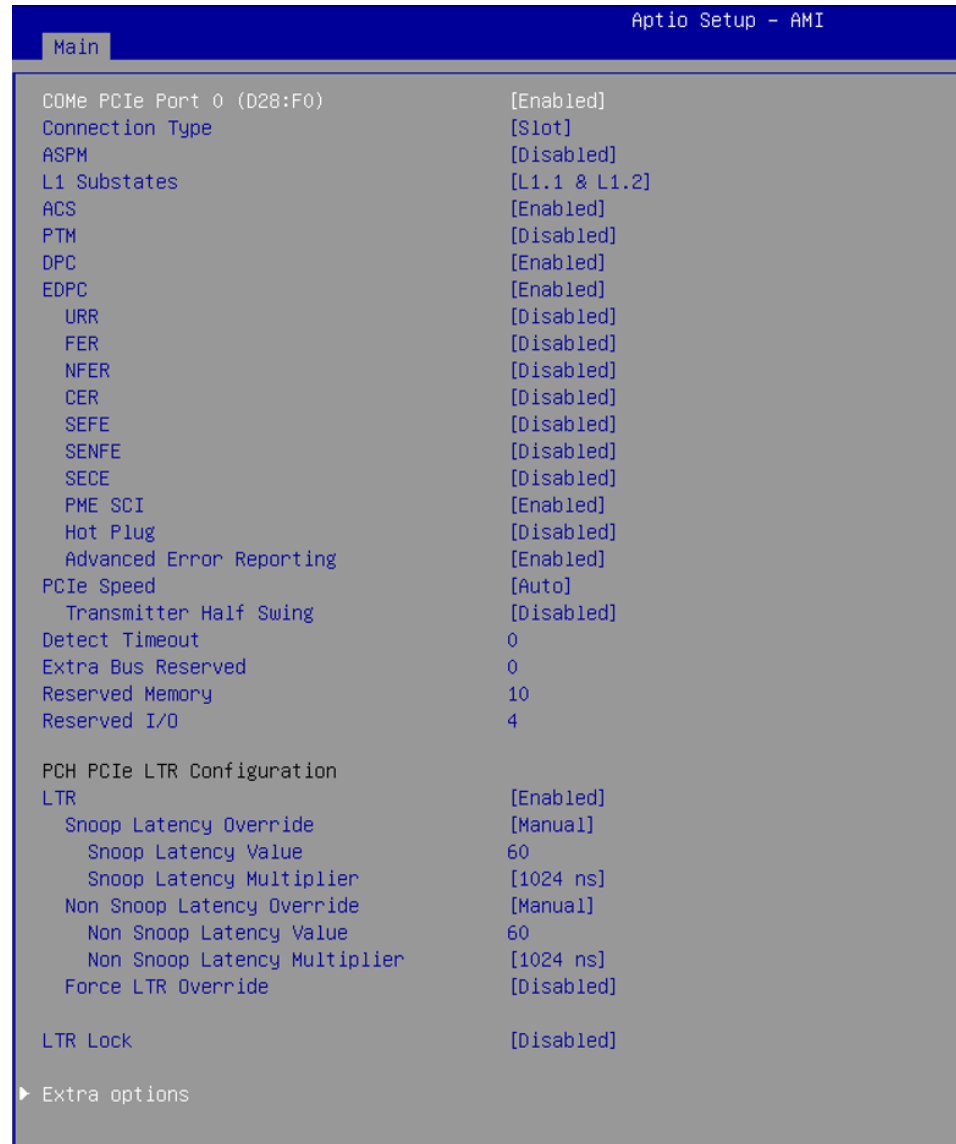 Aptio Setup – AMI
Main
COMe PCIe Port 0 (D28:F0) [Enabled]
Connection Type [Slot]
ASPM [Disabled]
L1 Substates [L1.1 & L1.2]
ACS [Enabled]
PTM [Disabled]
DPC [Enabled]
EDPC [Enabled]
URR [Disabled]
FER [Disabled]
NFER [Disabled]
CER [Disabled]
SEFE [Disabled]
SENFE [Disabled]
SECE [Disabled]
PME SCI [Enabled]
Hot Plug [Disabled]
Advanced Error Reporting [Enabled]
PCIe Speed [Auto]
Transmitter Half Swing [Disabled]
Detect Timeout 0
Extra Bus Reserved 0
Reserved Memory 10
Reserved I/O 4
PCH PCIe LTR Configuration
LTR [Enabled]
Snoop Latency Override [Manual]
Snoop Latency Value 60
Snoop Latency Multiplier [1024 ns]
Non Snoop Latency Override [Manual]
Non Snoop Latency Value 60
Non Snoop Latency Multiplier [1024 ns]
Force LTR Override [Disabled]
LTR Lock [Disabled]
Extra options